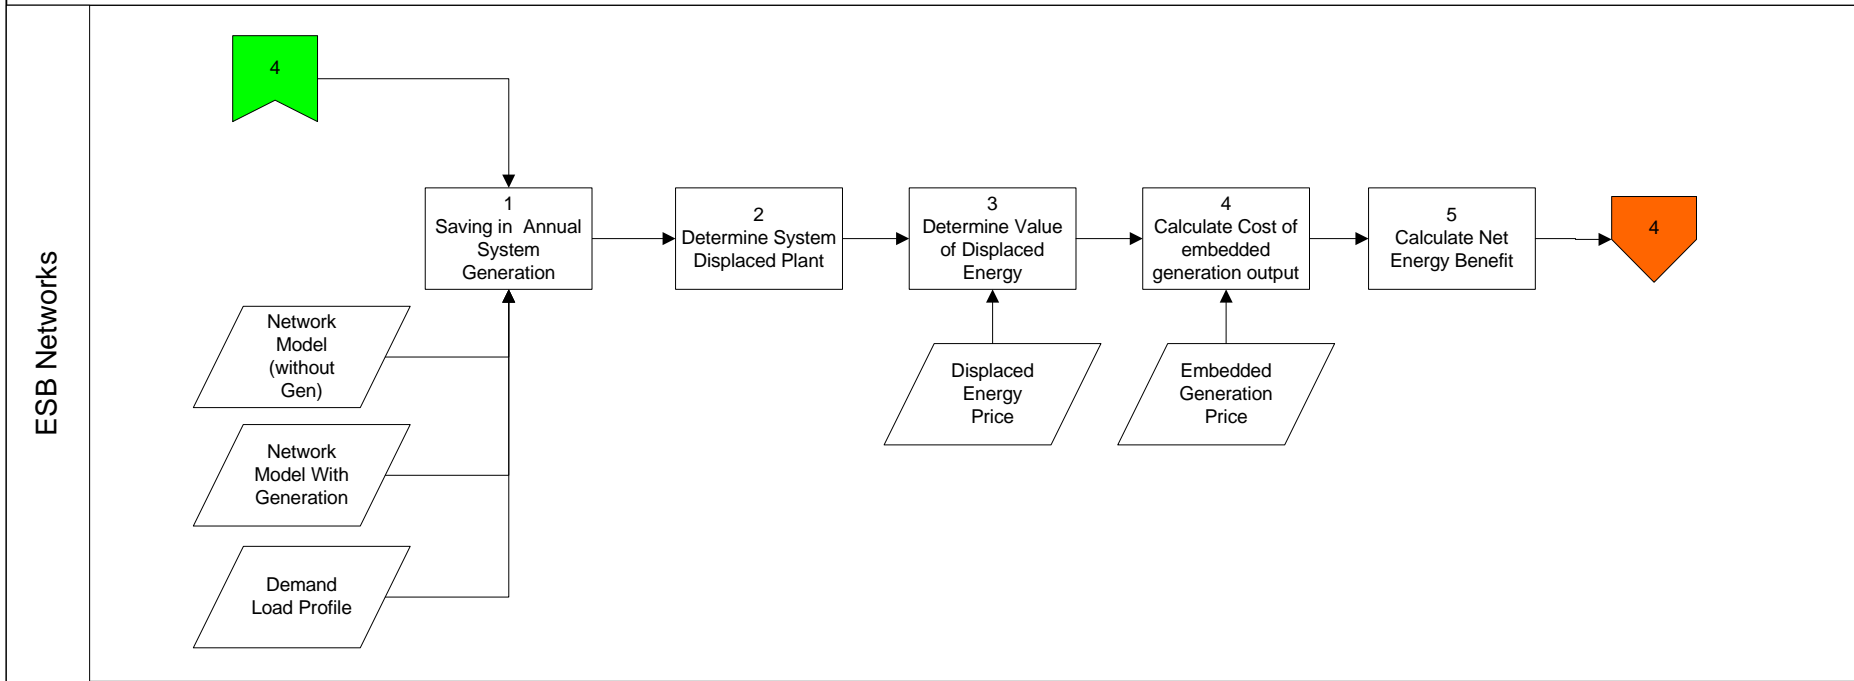 ESB Networks
4
1
Saving in Annual
System
Generation
2
Determine System
Displaced Plant
3
Determine Value
of Displaced
Energy
4
Calculate Cost of
embedded
generation output
5
Calculate Net
Energy Benefit
4
Network
Model
(without
Gen)
Displaced
Energy
Price
Embedded
Generation
Price
Network
Model With
Generation
Demand
Load Profile